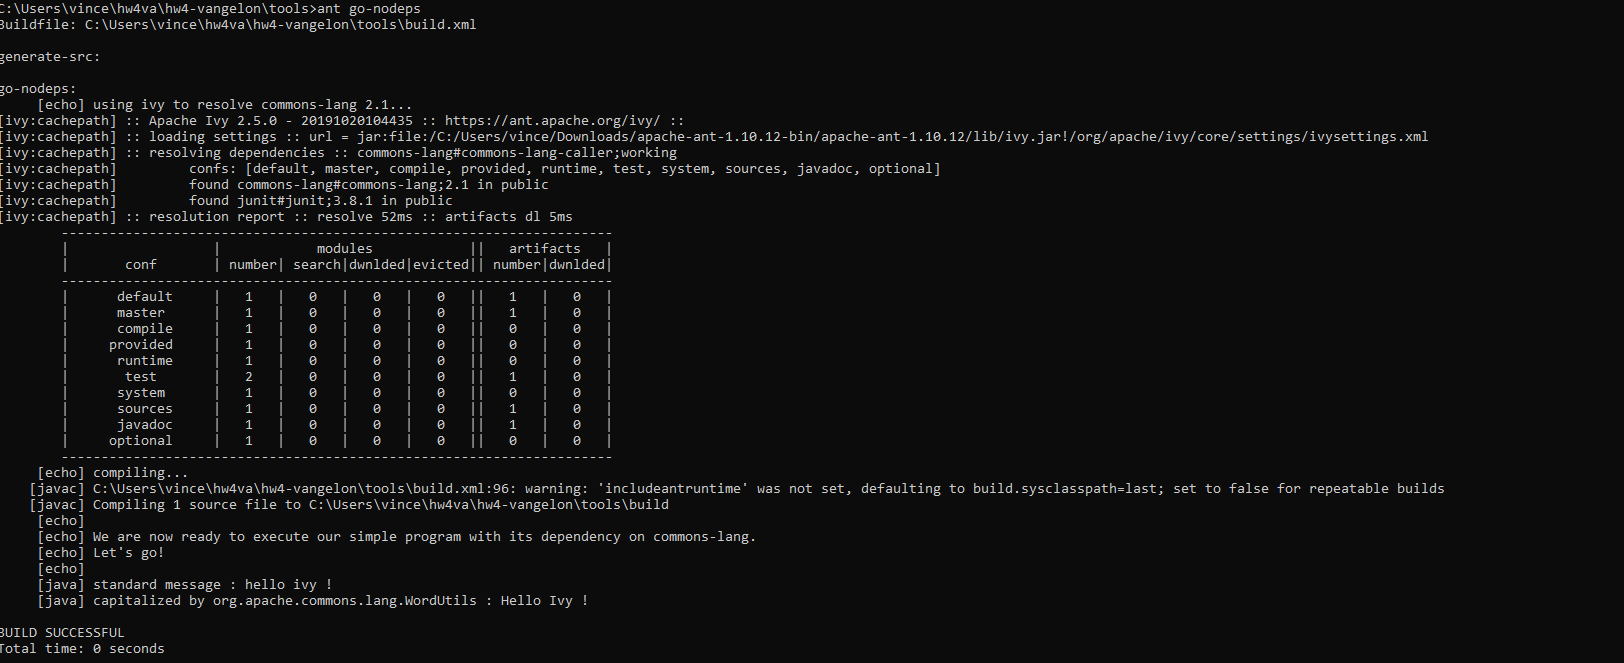 C:\Users\vince\hw4va\hw4-vangelon\tools>ant go-nodeps
Buildfile: C:\Users\vince\hw4va\hw4-vangelon\tools\build.xml

generate-src:

go-nodeps:
     [echo] using ivy to resolve commons-lang 2.1...
[ivy:cachepath] :: Apache Ivy 2.5.0 - 20191020104435 :: https://ant.apache.org/ivy/ ::
[ivy:cachepath] :: loading settings :: url = jar:file:/C:/Users/vince/Downloads/apache-ant-1.10.12-bin/apache-ant-1.10.12/lib/ivy.jar!/org/apache/ivy/core/settings/ivysettings.xml
[ivy:cachepath] :: resolving dependencies :: commons-lang#commons-lang-caller;working
[ivy:cachepath]         confs: [default, master, compile, provided, runtime, test, system, sources, javadoc, optional]
[ivy:cachepath]         found commons-lang#commons-lang;2.1 in public
[ivy:cachepath]         found junit#junit;3.8.1 in public
[ivy:cachepath] :: resolution report :: resolve 52ms :: artifacts dl 5ms
        ---------------------------------------------------------------------
        |                  |            modules            ||   artifacts   |
        |       conf       | number| search|dwnlded|evicted|| number|dwnlded|
        ---------------------------------------------------------------------
        |      default     |   1   |   0   |   0   |   0   ||   1   |   0   |
        |      master      |   1   |   0   |   0   |   0   ||   1   |   0   |
        |      compile     |   1   |   0   |   0   |   0   ||   0   |   0   |
        |     provided     |   1   |   0   |   0   |   0   ||   0   |   0   |
        |      runtime     |   1   |   0   |   0   |   0   ||   0   |   0   |
        |       test       |   2   |   0   |   0   |   0   ||   1   |   0   |
        |      system      |   1   |   0   |   0   |   0   ||   0   |   0   |
        |      sources     |   1   |   0   |   0   |   0   ||   1   |   0   |
        |      javadoc     |   1   |   0   |   0   |   0   ||   1   |   0   |
        |     optional     |   1   |   0   |   0   |   0   ||   0   |   0   |
        ---------------------------------------------------------------------
     [echo] compiling...
    [javac] C:\Users\vince\hw4va\hw4-vangelon\tools\build.xml:96: warning: 'includeantruntime' was not set, defaulting to build.sysclasspath=last; set to false for repeatable builds
    [javac] Compiling 1 source file to C:\Users\vince\hw4va\hw4-vangelon\tools\build
     [echo]
     [echo] We are now ready to execute our simple program with its dependency on commons-lang.
     [echo] Let's go!
     [echo]
     [java] standard message : hello ivy !
     [java] capitalized by org.apache.commons.lang.WordUtils : Hello Ivy !

BUILD SUCCESSFUL
Total time: 0 seconds